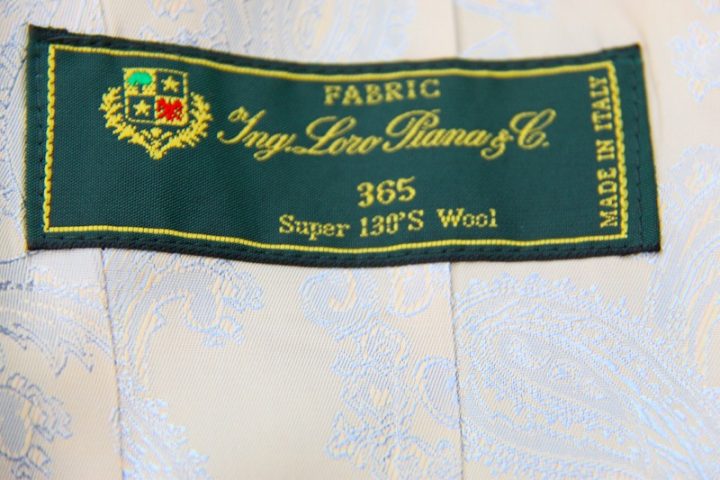 FABRIC
Ing. Loro Piana & C.
365
Super 130'S Wool
MADE IN ITALY